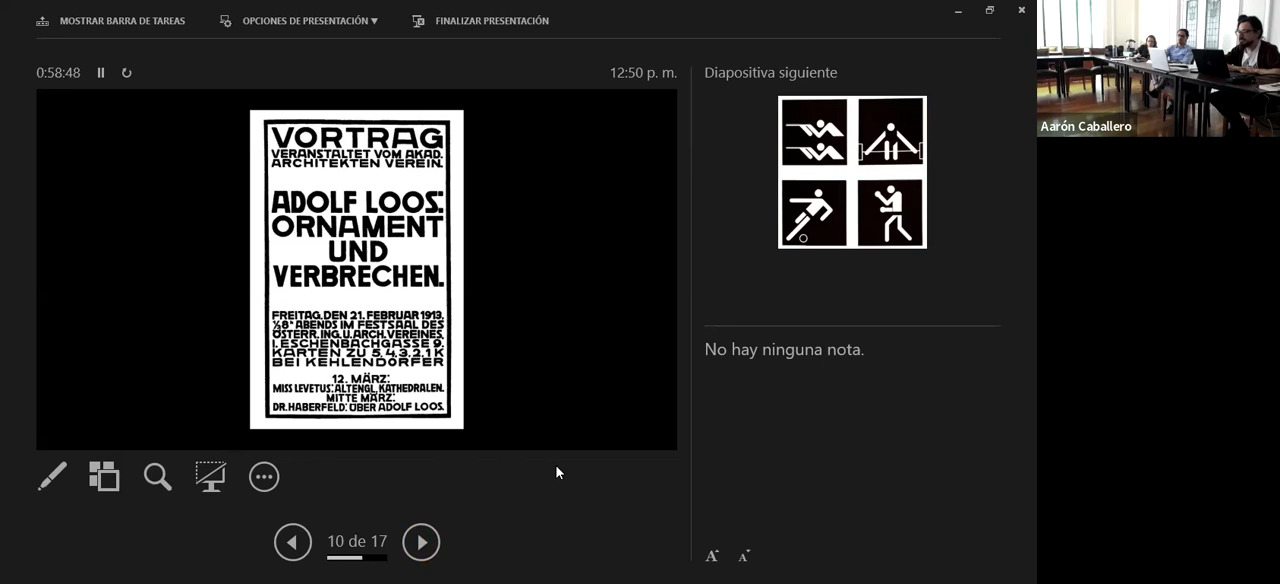 MOSTRAR BARRA DE TAREAS
OPCIONES DE PRESENTACIÓN ▼
FINALIZAR PRESENTACIÓN
0:58:48
12:50 p. m.
Diapositiva siguiente
Aarón Caballero
VORTRAG
VERANSTALTET VOM AKAD.
ARCHITEKTEN VEREIN.
ADOLF LOOS:
ORNAMENT
UND
VERBRECHEN.
FREITAG, DEN 21. FEBRUAR 1913,
½8ʰ ABENDS IM FESTSAAL DES
ÖSTERR. ING. U. ARCH. VEREINES,
I. ESCHENBACHGASSE 9.
KARTEN ZU 5, 4, 3, 2, 1 K
BEI KEHLENDORFER
12. MÄRZ:
MISS LEVETUS: ALTENGL. KATHEDRALEN.
MITTE MÄRZ:
DR. HABERFELD: ÜBER ADOLF LOOS.
No hay ninguna nota.
10 de 17
A A